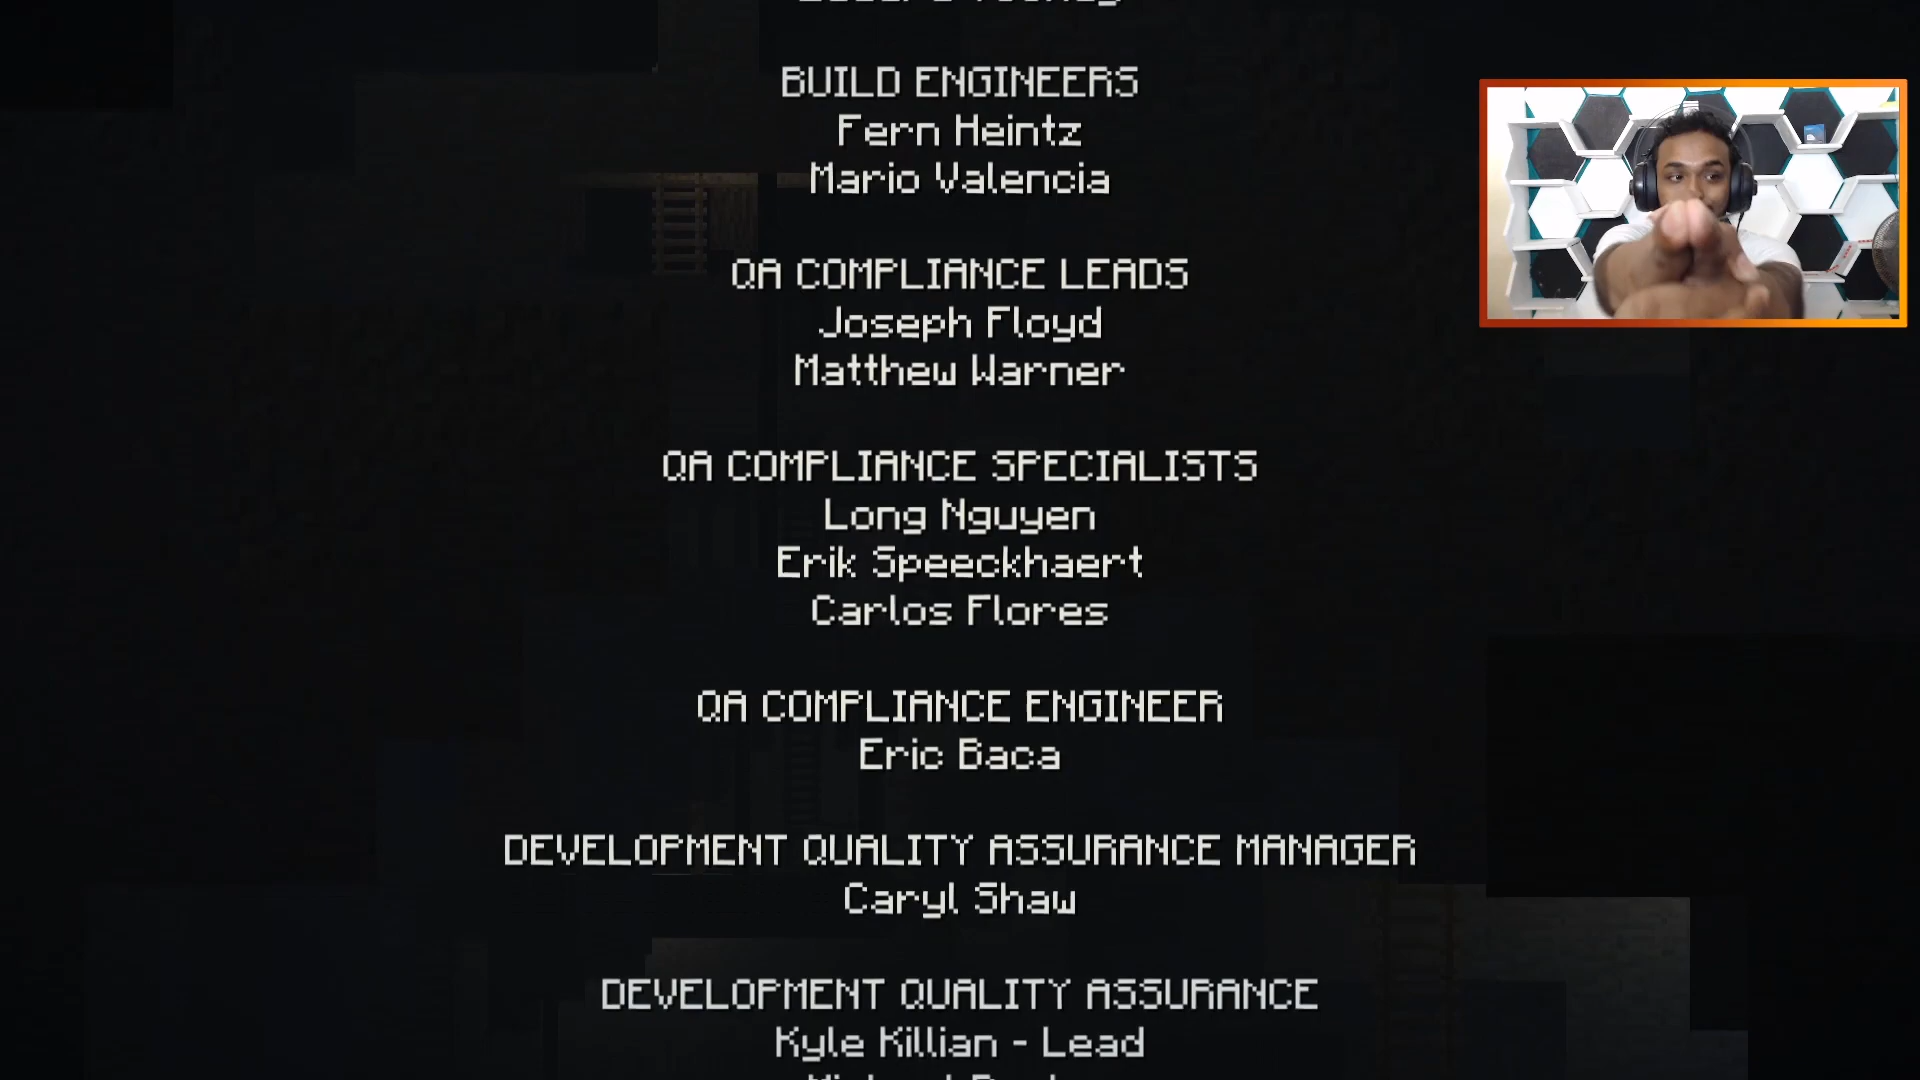 BUILD ENGINEERS
Fern Heintz
Mario Valencia
QA COMPLIANCE LEADS
Joseph Floyd
Matthew Warner
QA COMPLIANCE SPECIALISTS
Long Nguyen
Erik Speeckhaert
Carlos Flores
QA COMPLIANCE ENGINEER
Eric Baca
DEVELOPMENT QUALITY ASSURANCE MANAGER
Caryl Shaw
DEVELOPMENT QUALITY ASSURANCE
Kyle Killian - Lead